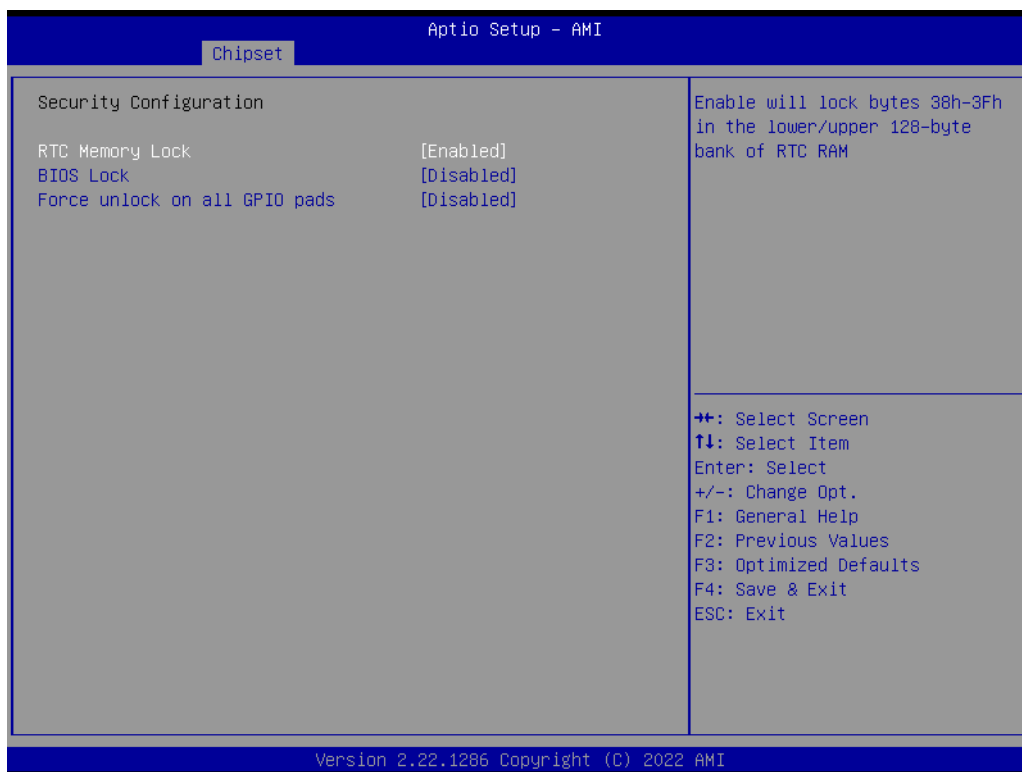 Aptio Setup - AMI
Chipset
Security Configuration
RTC Memory Lock [Enabled]
BIOS Lock [Disabled]
Force unlock on all GPIO pads [Disabled]
Enable will lock bytes 38h-3Fh
in the lower/upper 128-byte
bank of RTC RAM
→←: Select Screen
↑↓: Select Item
Enter: Select
+/-: Change Opt.
F1: General Help
F2: Previous Values
F3: Optimized Defaults
F4: Save & Exit
ESC: Exit
Version 2.22.1286 Copyright (C) 2022 AMI